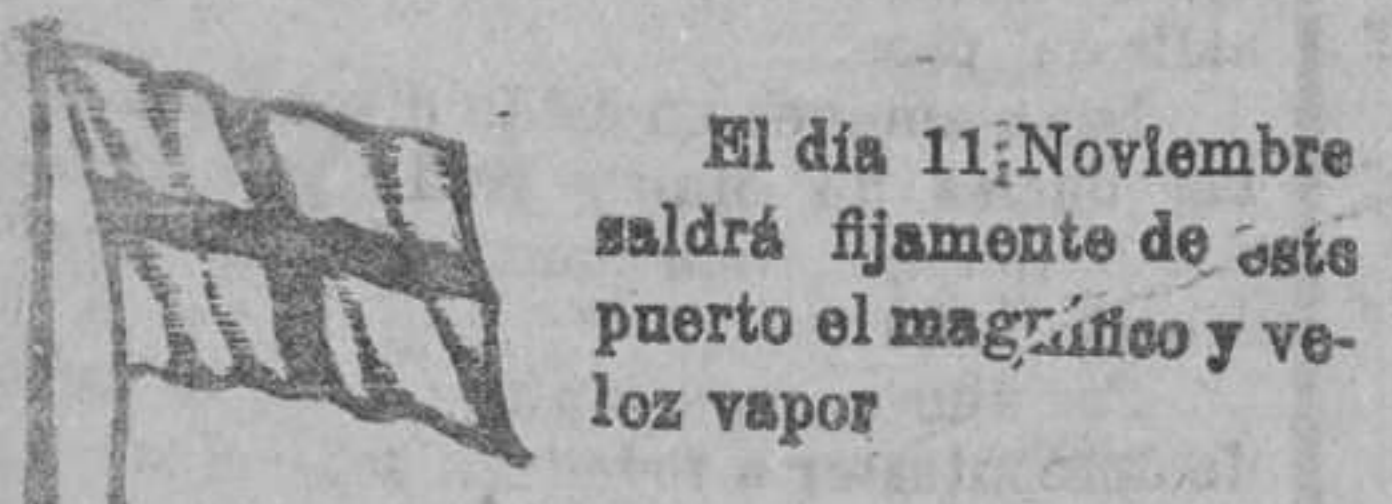 El día 11 Noviembre
saldrá fijamente de este
puerto el magnífico y ve-
loz vapor